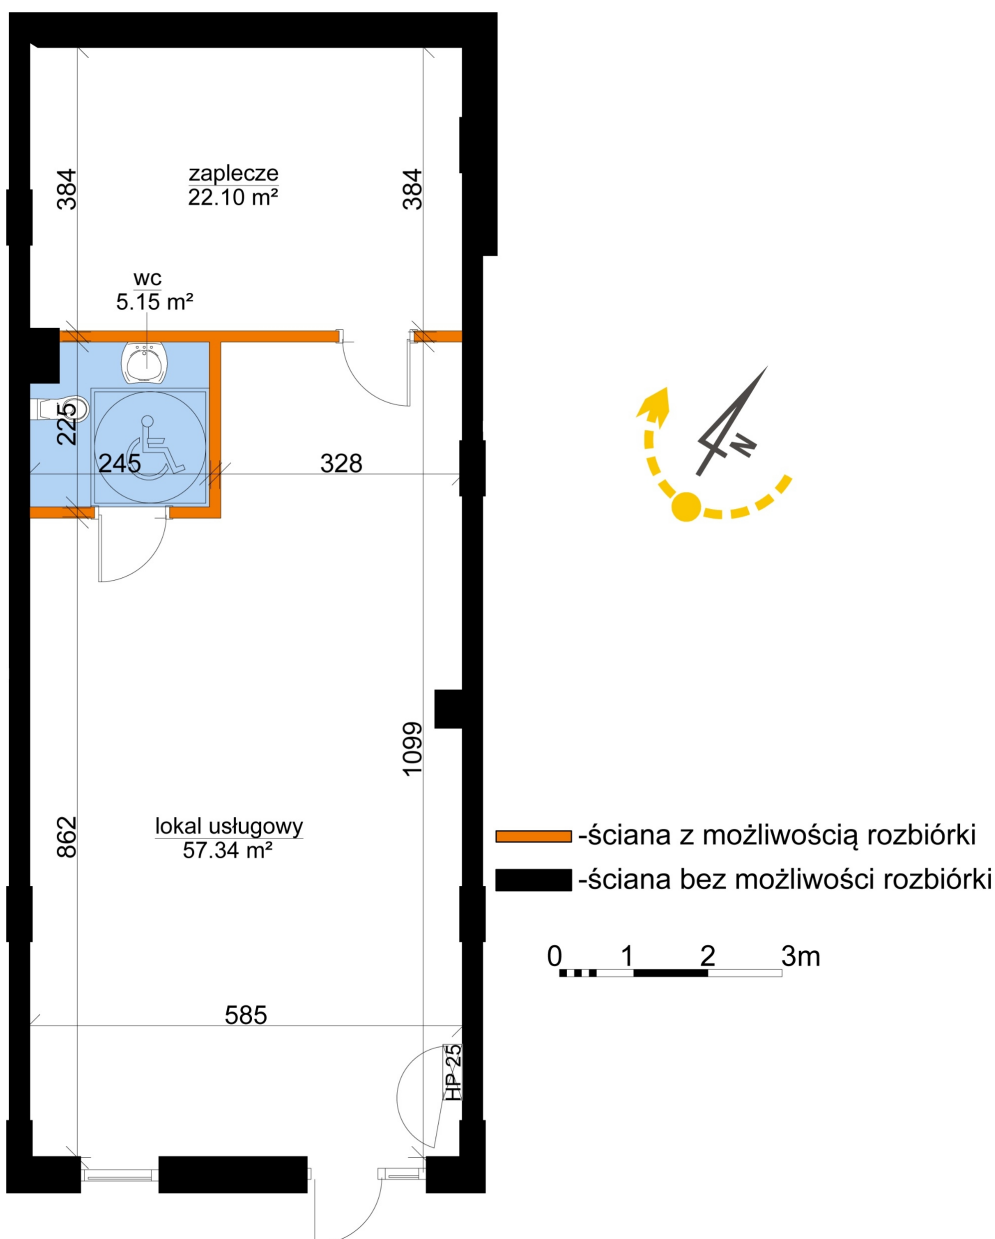 384
384
zaplecze
22.10 m²
wc
5.15 m²
225
245
328
N
1099
862
lokal usługowy
57.34 m²
-ściana z możliwością rozbiórki
-ściana bez możliwości rozbiórki
0 1 2 3m
585
HP 25